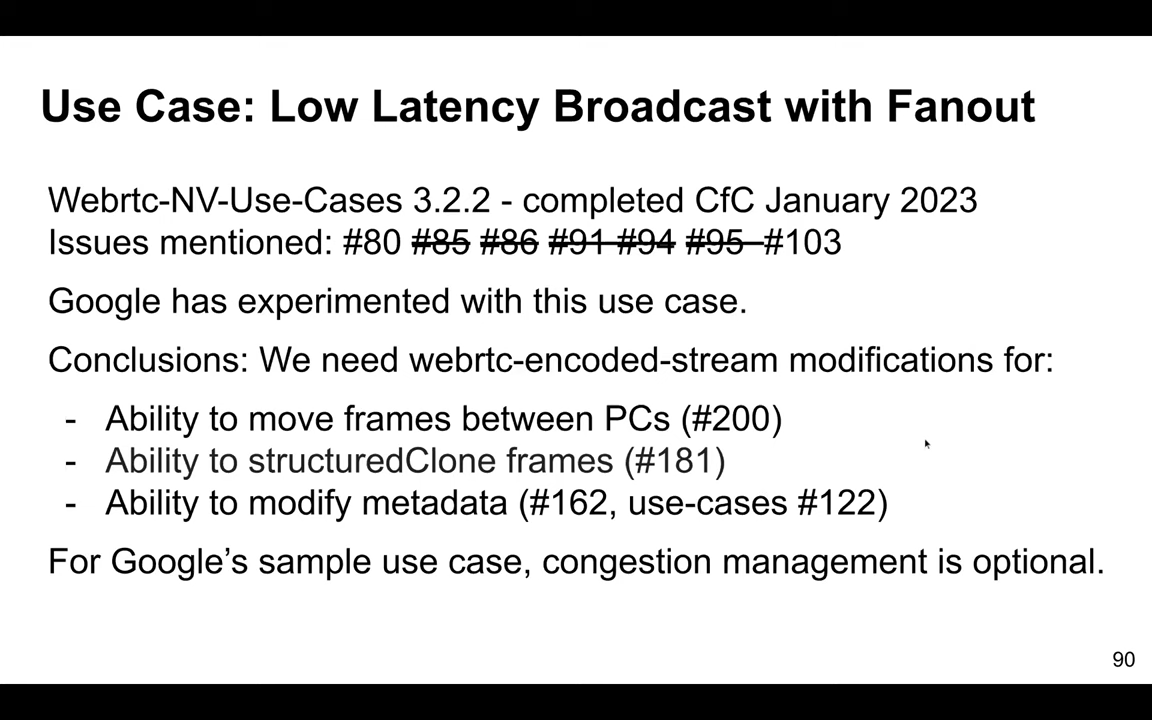 Use Case: Low Latency Broadcast with Fanout
Webrtc-NV-Use-Cases 3.2.2 - completed CfC January 2023
Issues mentioned: #80 #85 #86 #91 #94 #95 #103
Google has experimented with this use case.
Conclusions: We need webrtc-encoded-stream modifications for:
- Ability to move frames between PCs (#200)
- Ability to structuredClone frames (#181)
- Ability to modify metadata (#162, use-cases #122)
For Google’s sample use case, congestion management is optional.
90